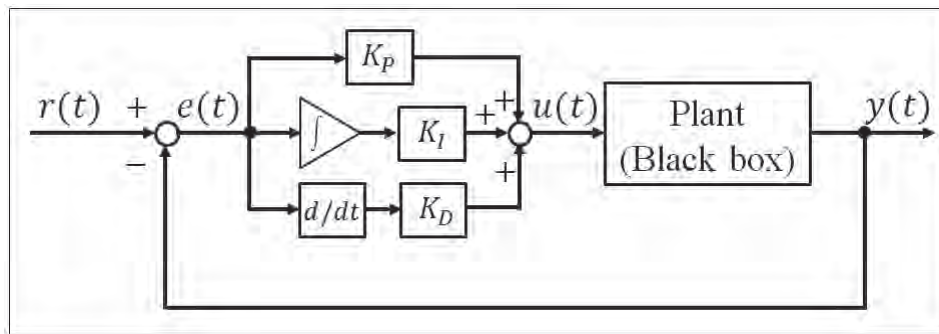 K_P
r(t) + e(t) ∫ K_I + + u(t) Plant y(t)
− + (Black box)
d/dt K_D